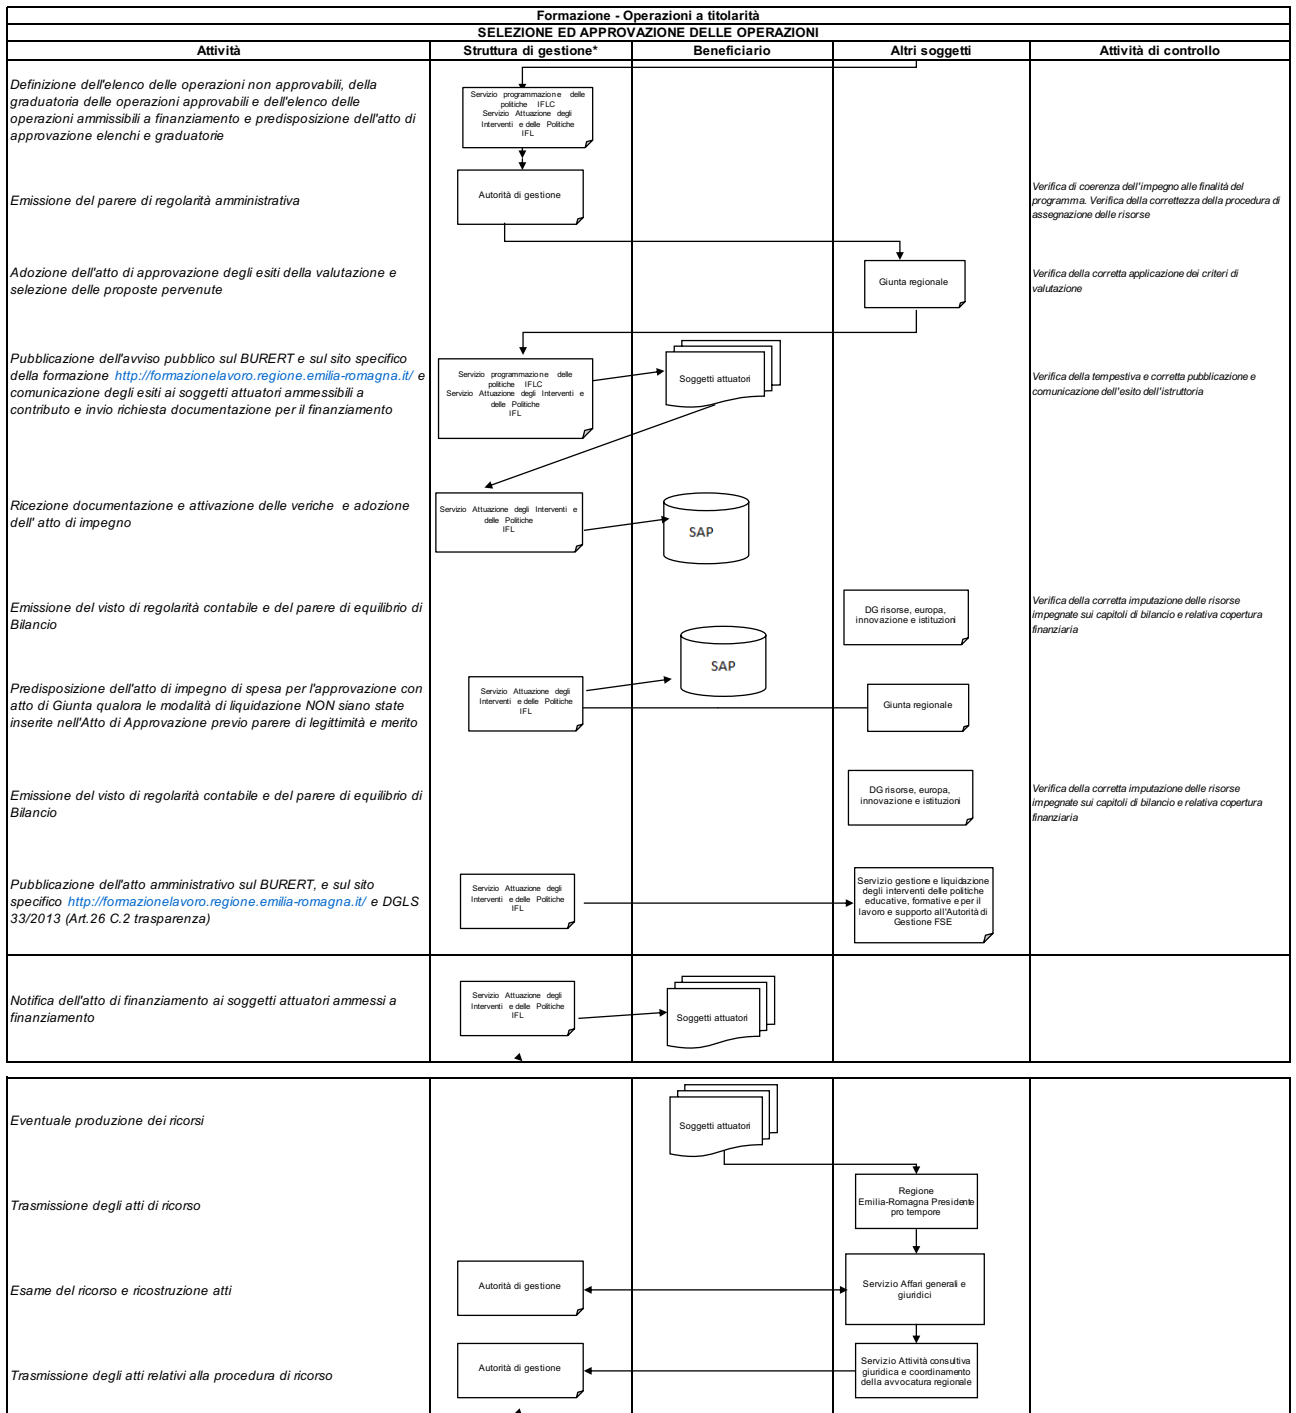 Formazione - Operazioni a titolarità
SELEZIONE ED APPROVAZIONE DELLE OPERAZIONI
Attività
Struttura di gestione*
Beneficiario
Altri soggetti
Attività di controllo
Definizione dell'elenco delle operazioni non approvabili, della
graduatoria delle operazioni approvabili e dell'elenco delle
operazioni ammissibili a finanziamento e predisposizione dell'atto di
approvazione elenchi e graduatorie
Servizio programmazione delle
politiche IFLC
Servizio Attuazione degli
Interventi e delle Politiche
IFL
Emissione del parere di regolarità amministrativa
Autorità di gestione
Verifica di coerenza dell'impegno alle finalità del
programma. Verifica della correttezza della procedura di
assegnazione delle risorse
Adozione dell'atto di approvazione degli esiti della valutazione e
selezione delle proposte pervenute
Giunta regionale
Verifica della corretta applicazione dei criteri di
valutazione
Pubblicazione dell'avviso pubblico sul BURERT e sul sito specifico
della formazione http://formazionelavoro.regione.emilia-romagna.it/ e
comunicazione degli esiti ai soggetti attuatori ammessibili a
contributo e invio richiesta documentazione per il finanziamento
Servizio programmazione delle
politiche IFLC
Servizio Attuazione degli Interventi e
delle Politiche
IFL
Soggetti attuatori
Verifica della tempestiva e corretta pubblicazione e
comunicazione dell'esito dell'istruttoria
Ricezione documentazione e attivazione delle veriche e adozione
dell' atto di impegno
Servizio Attuazione degli Interventi e
delle Politiche
IFL
SAP
Emissione del visto di regolarità contabile e del parere di equilibrio di
Bilancio
DG risorse, europa,
innovazione e istituzioni
Verifica della corretta imputazione delle risorse
impegnate sui capitoli di bilancio e relativa copertura
finanziaria
SAP
Predisposizione dell'atto di impegno di spesa per l'approvazione con
atto di Giunta qualora le modalità di liquidazione NON siano state
inserite nell'Atto di Approvazione previo parere di legittimità e merito
Servizio Attuazione degli
Interventi e delle Politiche
IFL
Giunta regionale
Emissione del visto di regolarità contabile e del parere di equilibrio di
Bilancio
DG risorse, europa,
innovazione e istituzioni
Verifica della corretta imputazione delle risorse
impegnate sui capitoli di bilancio e relativa copertura
finanziaria
Pubblicazione dell'atto amministrativo sul BURERT, e sul sito
specifico http://formazionelavoro.regione.emilia-romagna.it/ e DGLS
33/2013 (Art.26 C.2 trasparenza)
Servizio Attuazione degli
Interventi e delle Politiche
IFL
Servizio gestione e liquidazione
degli interventi delle politiche
educative, formative e per il
lavoro e supporto all'Autorità di
Gestione FSE
Notifica dell'atto di finanziamento ai soggetti attuatori ammessi a
finanziamento
Servizio Attuazione degli
Interventi e delle Politiche
IFL
Soggetti attuatori
Eventuale produzione dei ricorsi
Soggetti attuatori
Trasmissione degli atti di ricorso
Regione
Emilia-Romagna Presidente
pro tempore
Esame del ricorso e ricostruzione atti
Autorità di gestione
Servizio Affari generali e
giuridici
Trasmissione degli atti relativi alla procedura di ricorso
Autorità di gestione
Servizio Attività consultiva
giuridica e coordinamento
della avvocatura regionale